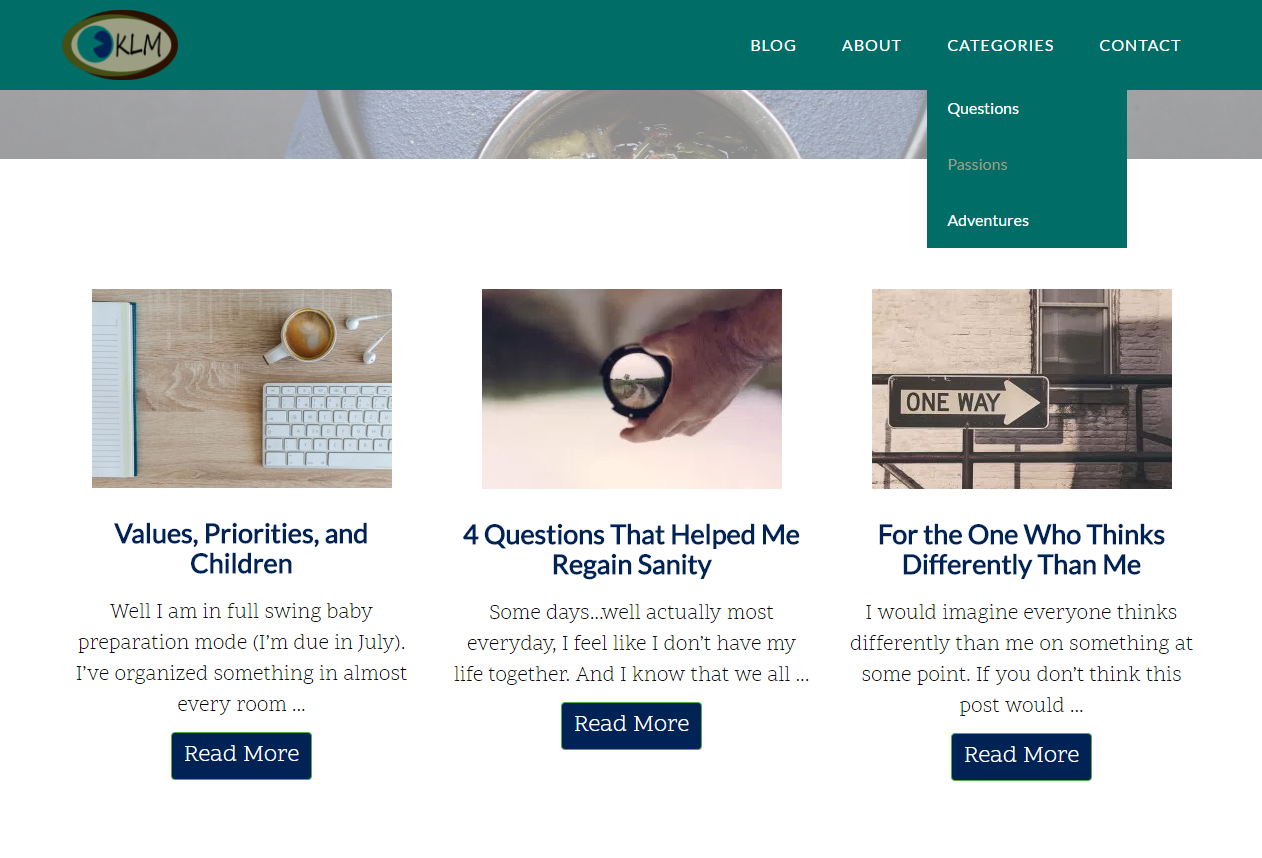 KLM
BLOG ABOUT CATEGORIES CONTACT
Questions
Passions
Adventures
ONE WAY
Values, Priorities, and
Children
Well I am in full swing baby
preparation mode (I’m due in July).
I’ve organized something in almost
every room ...
Read More
4 Questions That Helped Me
Regain Sanity
Some days...well actually most
everyday, I feel like I don’t have my
life together. And I know that we all ...
Read More
For the One Who Thinks
Differently Than Me
I would imagine everyone thinks
differently than me on something at
some point. If you don’t think this
post would ...
Read More